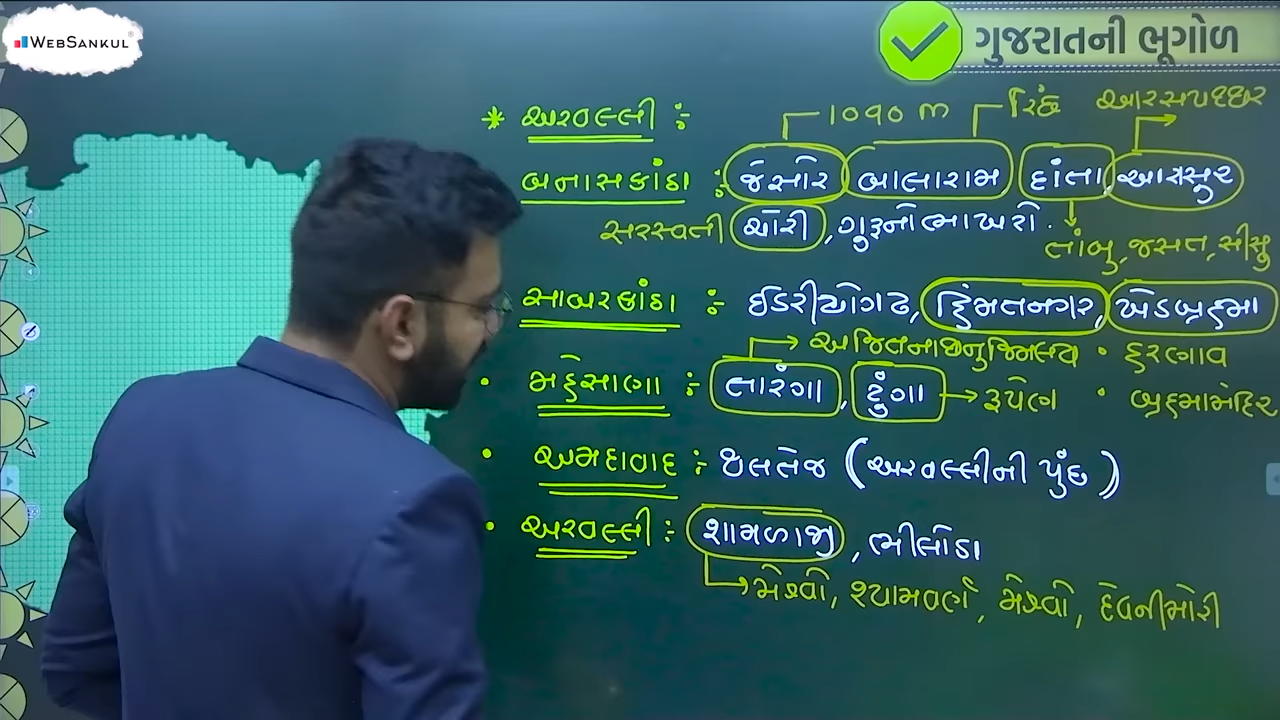 WEBSANKUL
ગુજરાતની ભૂગોળ
* અરવલ્લી :-
1090 m
રિંછ
આરસપહાણ
બનાસકાંઠા : જેસોર બાલારામ દાંતા, આરાસુર
સરસ્વતી ચોરી, ગુરૂનોભાખરો.
તાંબુ, જસત, સીસુ
સાબરકાંઠા :- ઈડરીયોગઢ, હિંમતનગર, ખેડબ્રહ્મા
અજિતનાથનુજિનાલય • હરણાવ
• મહેસાણા :- તારંગા, ટુંગા → રૂપેણ • બ્રહ્મામંદિર
• અમદાવાદ :- થલતેજ (અરવલ્લીની પુંછ)
• અરવલ્લી :- શામળાજી, ભીલોડા
મેશ્વો, શ્યામવર્ણ, મેશ્વો, દેવનીમોરી